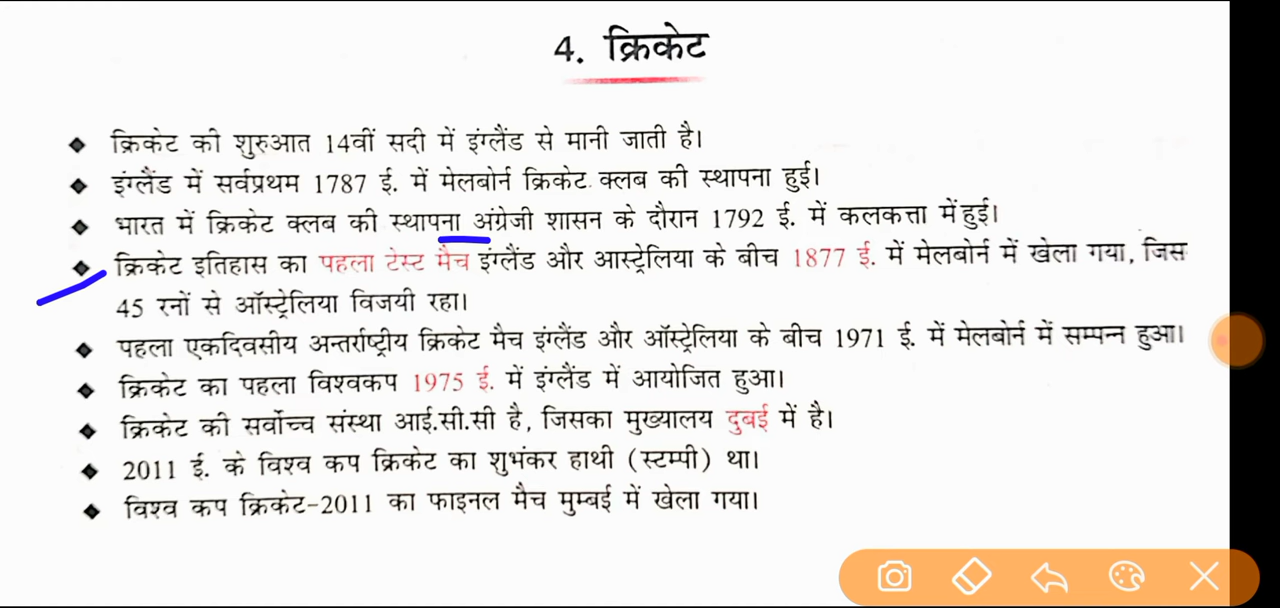 4. क्रिकेट
❖ क्रिकेट की शुरुआत 14वीं सदी में इंग्लैंड से मानी जाती है।
❖ इंग्लैंड में सर्वप्रथम 1787 ई. में मेलबोर्न क्रिकेट क्लब की स्थापना हुई।
❖ भारत में क्रिकेट क्लब की स्थापना अंग्रेजी शासन के दौरान 1792 ई. में कलकत्ता में हुई।
❖ क्रिकेट इतिहास का पहला टेस्ट मैच इंग्लैंड और आस्ट्रेलिया के बीच 1877 ई. में मेलबोर्न में खेला गया, जिस
45 रनों से ऑस्ट्रेलिया विजयी रहा।
❖ पहला एकदिवसीय अन्तर्राष्ट्रीय क्रिकेट मैच इंग्लैंड और ऑस्ट्रेलिया के बीच 1971 ई. में मेलबोर्न में सम्पन्न हुआ।
❖ क्रिकेट का पहला विश्वकप 1975 ई. में इंग्लैंड में आयोजित हुआ।
❖ क्रिकेट की सर्वोच्च संस्था आई.सी.सी है, जिसका मुख्यालय दुबई में है।
❖ 2011 ई. के विश्व कप क्रिकेट का शुभंकर हाथी (स्टम्पी) था।
❖ विश्व कप क्रिकेट-2011 का फाइनल मैच मुम्बई में खेला गया।